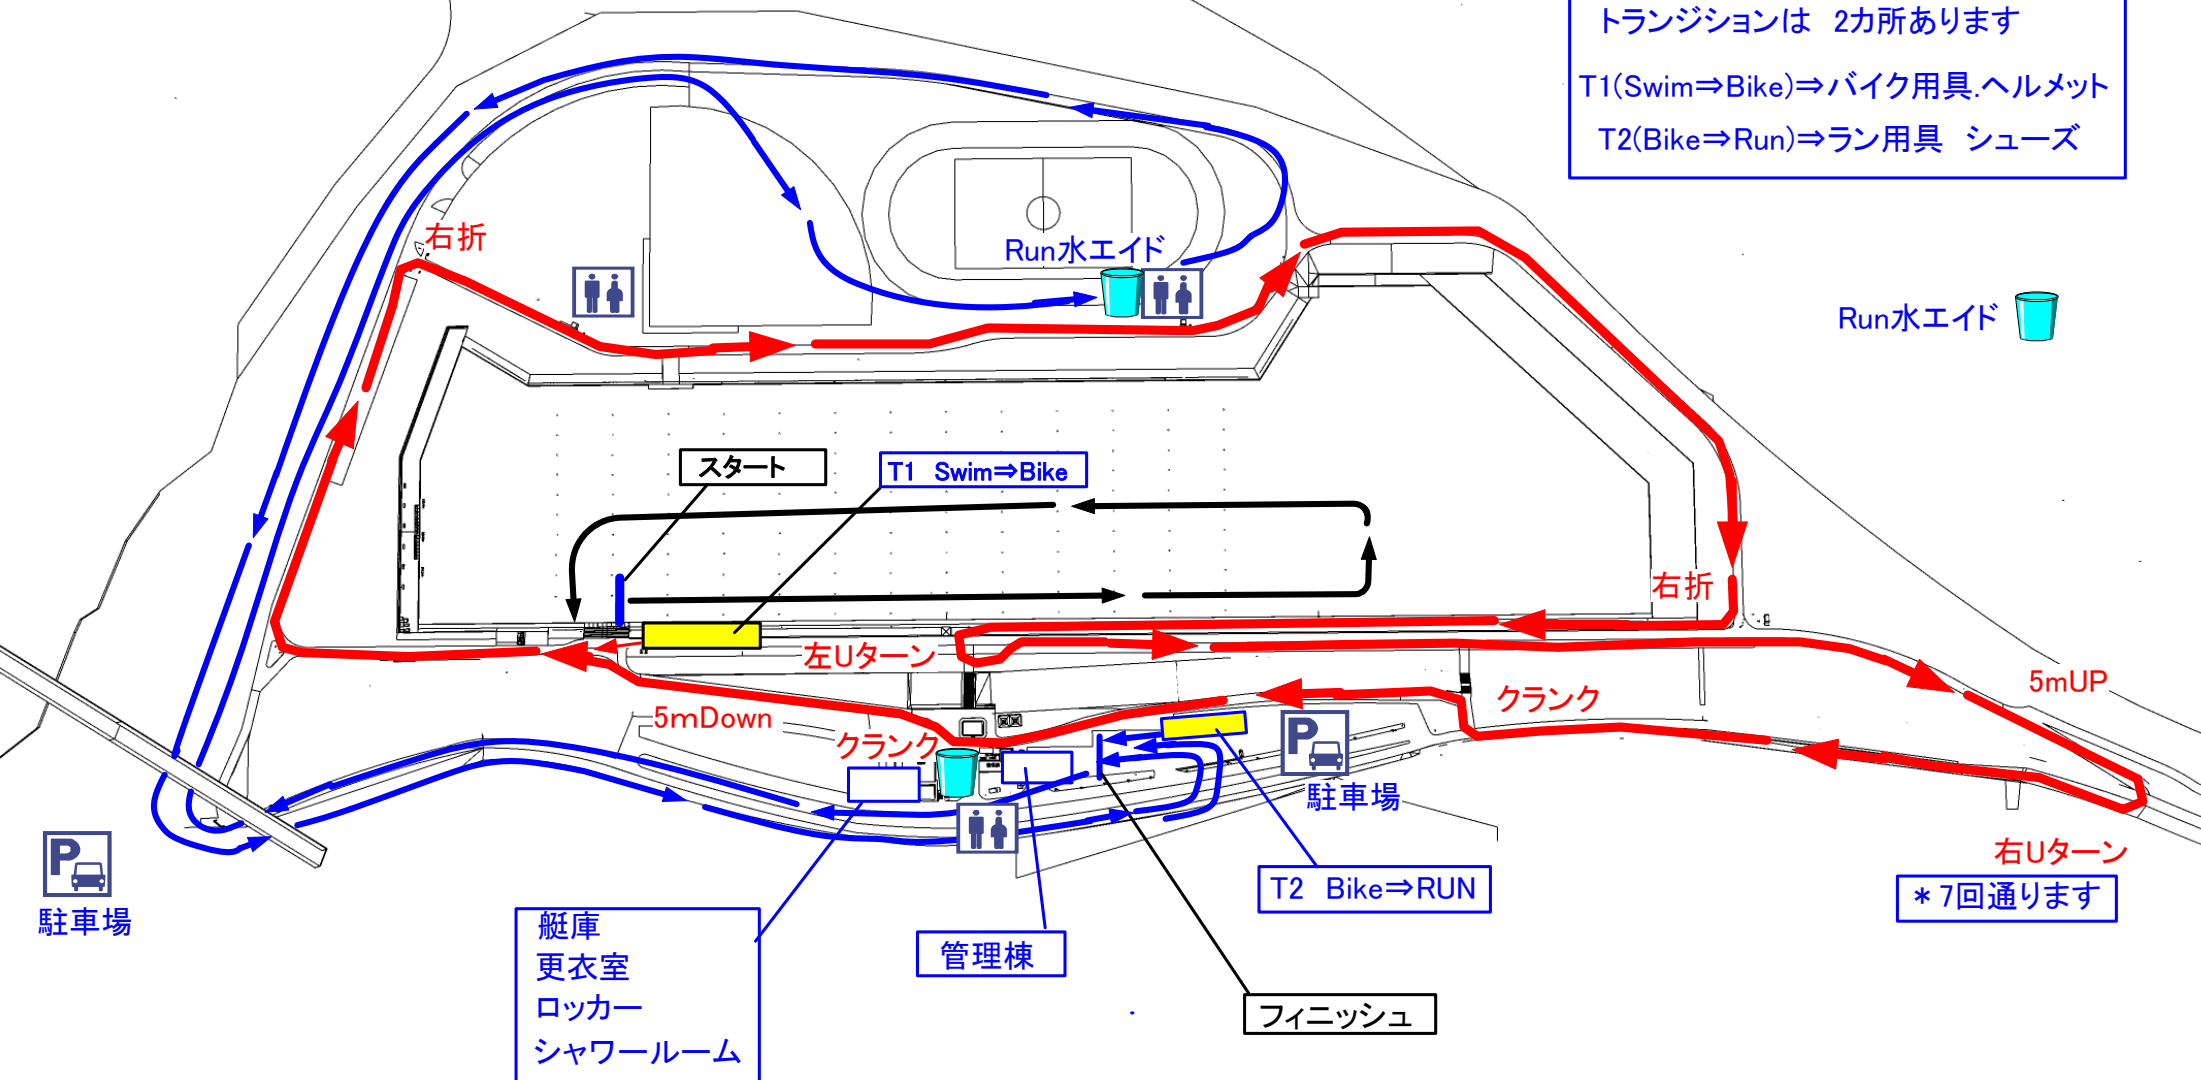 トランジションは 2カ所あります
T1(Swim⇒Bike)⇒バイク用具.ヘルメット
T2(Bike⇒Run)⇒ラン用具 シューズ
右折
Run水エイド
Run水エイド
スタート
T1 Swim⇒Bike
右折
左Uターン
5mUP
クランク
5mDown
クランク
P
駐車場
右Uターン
P
駐車場
T2 Bike⇒RUN
*7回通ります
艇庫
更衣室
ロッカー
シャワールーム
管理棟
フィニッシュ